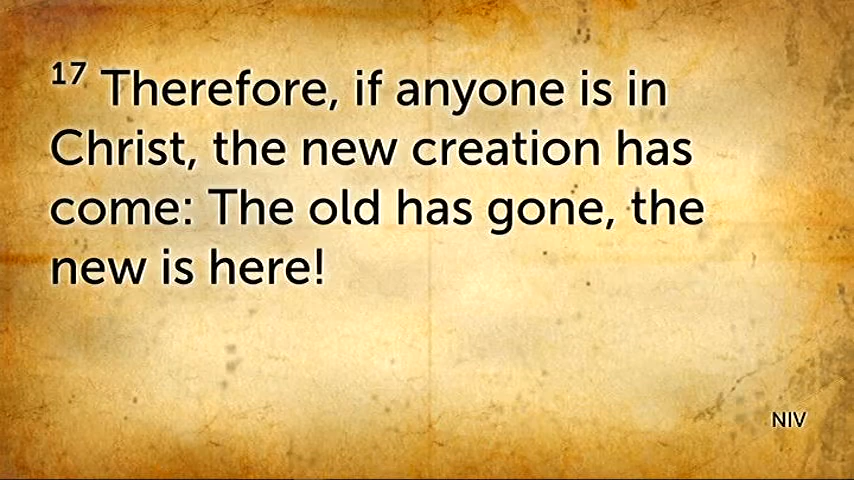 17 Therefore, if anyone is in
Christ, the new creation has
come: The old has gone, the
new is here!
NIV